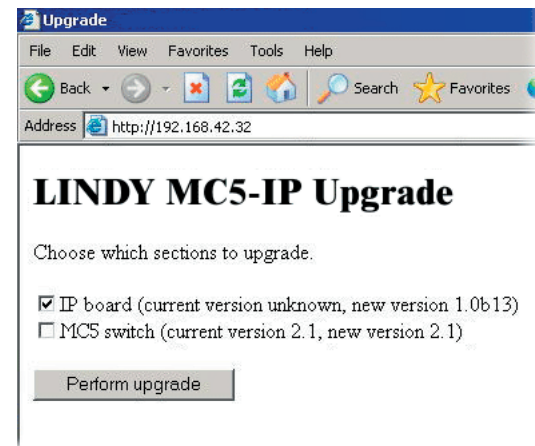 Upgrade
File Edit View Favorites Tools Help
Back Search Favorites
Address http://192.168.42.32
LINDY MC5-IP Upgrade
Choose which sections to upgrade.
IP board (current version unknown, new version 1.0b13)
MC5 switch (current version 2.1, new version 2.1)
Perform upgrade